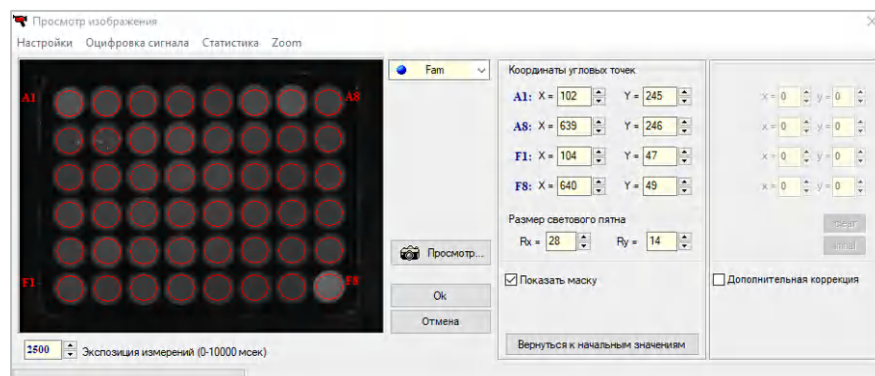 Просмотр изображения
Настройки Оцифровка сигнала Статистика Zoom
A1 A8
F1 F8
Fam
Просмотр...
Ok
Отмена
2500 Экспозиция измерений (0-10000 мсек)
Координаты угловых точек
A1: X = 102 Y = 245
A8: X = 639 Y = 246
F1: X = 104 Y = 47
F8: X = 640 Y = 49
Размер светового пятна
Rx = 28 Ry = 14
Показать маску
Вернуться к начальным значениям
x = 0 y = 0
x = 0 y = 0
x = 0 y = 0
x = 0 y = 0
clear
Дополнительная коррекция